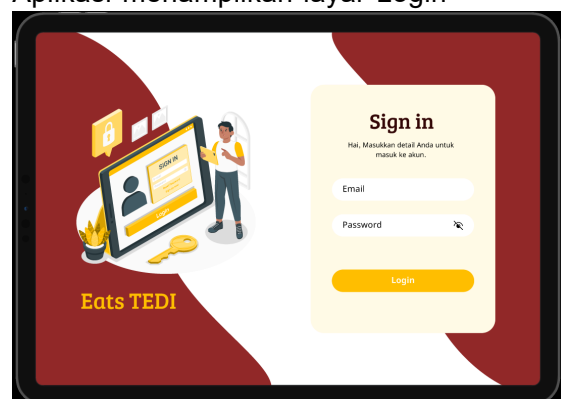 Aplikasi menampilkan layar Login
SIGN IN
Login
Eats TEDI
Sign in
Hai, Masukkan detail Anda untuk
masuk ke akun.
Email
Password
Login